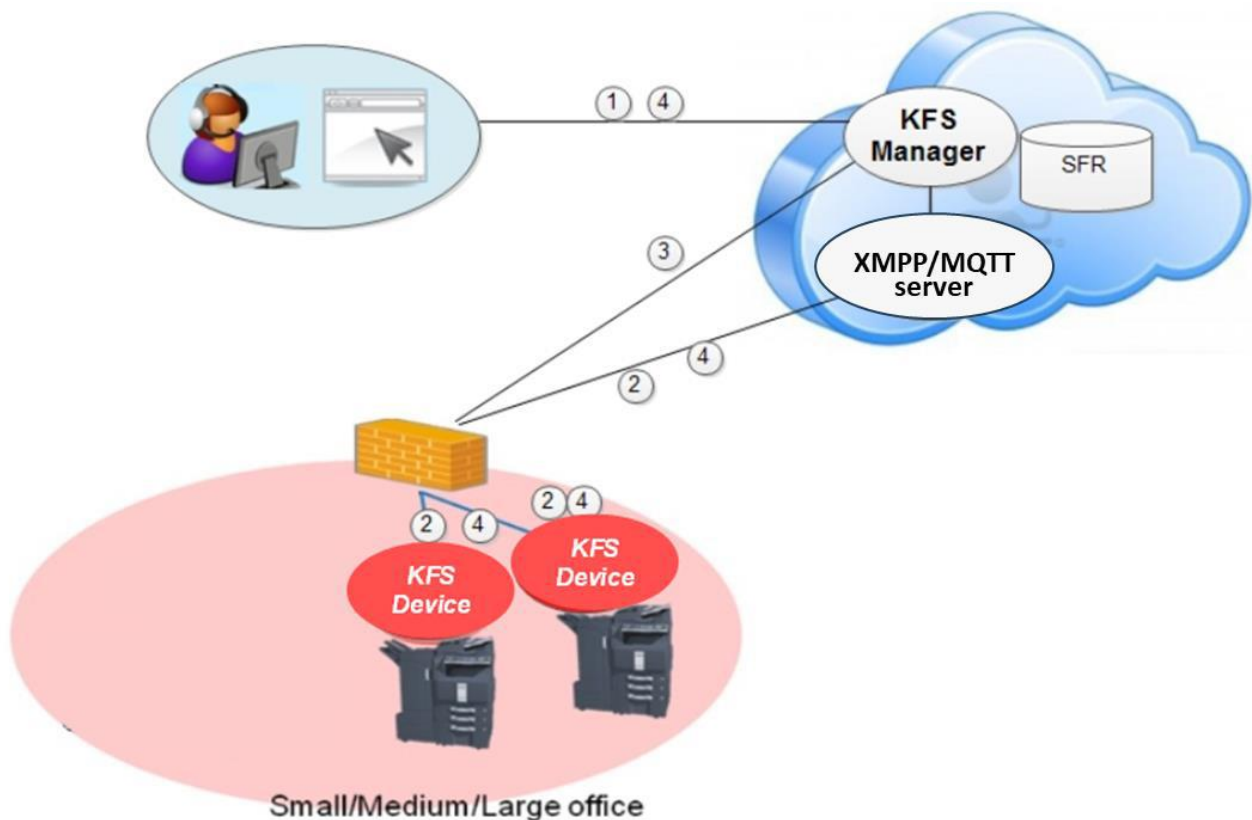 1 4
KFS
Manager
SFR
XMPP/MQTT
server
3
4
2
2 4
2 4
KFS
Device
KFS
Device
Small/Medium/Large office